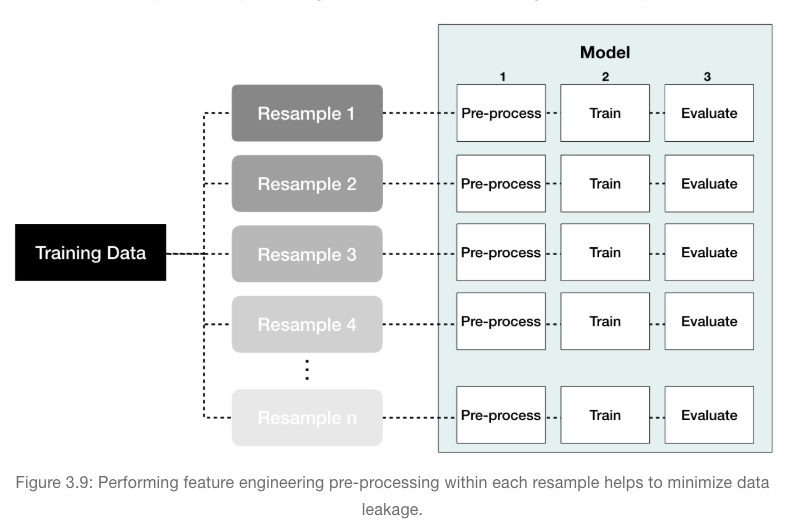 Model
1 2 3
Resample 1 Pre-process Train Evaluate
Resample 2 Pre-process Train Evaluate
Training Data
Resample 3 Pre-process Train Evaluate
Resample 4 Pre-process Train Evaluate
Resample n Pre-process Train Evaluate
Figure 3.9: Performing feature engineering pre-processing within each resample helps to minimize data
leakage.